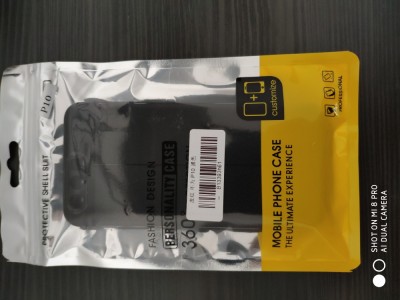 PROTECTIVE SHELL SUIT
P10
FASHION DESIGN
PERSONALITY CASE
360
customize
PROFESSIONAL
MOBILE PHONE CASE
THE ULTIMATE EXPERIENCE
SHOT ON MI 8 PRO
AI DUAL CAMERA